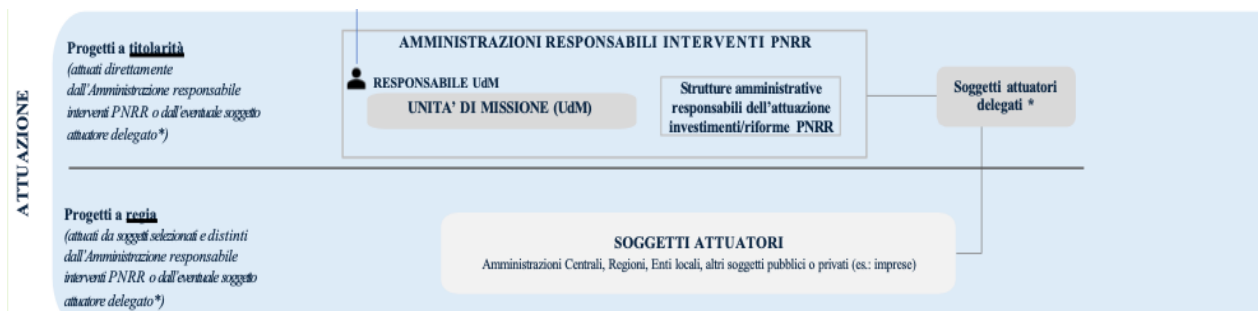 ATTUAZIONE
Progetti a titolarità
(attuati direttamente
dall'Amministrazione responsabile
interventi PNRR o dall'eventuale soggetto
attuatore delegato*)
AMMINISTRAZIONI RESPONSABILI INTERVENTI PNRR
RESPONSABILE UdM
UNITA' DI MISSIONE (UdM)
Strutture amministrative
responsabili dell'attuazione
investimenti/riforme PNRR
Soggetti attuatori
delegati *
Progetti a regia
(attuati da soggetti selezionati e distinti
dall'Amministrazione responsabile
interventi PNRR o dall'eventuale soggetto
attuatore delegato*)
SOGGETTI ATTUATORI
Amministrazioni Centrali, Regioni, Enti locali, altri soggetti pubblici o privati (es.: imprese)